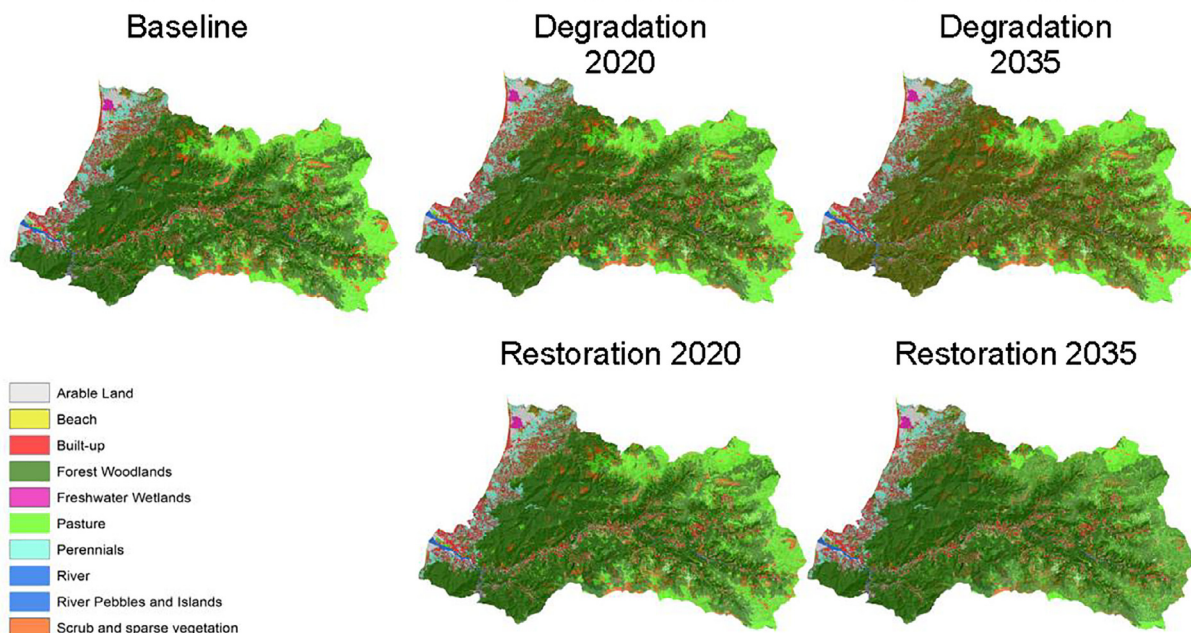 Baseline
Degradation
2020
Degradation
2035
Restoration 2020
Restoration 2035
Arable Land
Beach
Built-up
Forest Woodlands
Freshwater Wetlands
Pasture
Perennials
River
River Pebbles and Islands
Scrub and sparse vegetation